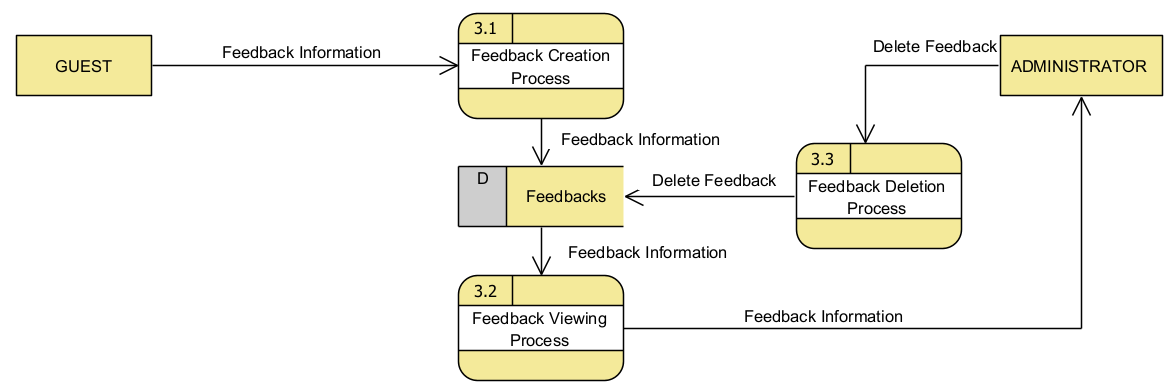 GUEST
Feedback Information
3.1
Feedback Creation
Process
Delete Feedback
ADMINISTRATOR
Feedback Information
3.3
Feedback Deletion
Process
D
Feedbacks
Delete Feedback
Feedback Information
3.2
Feedback Viewing
Process
Feedback Information